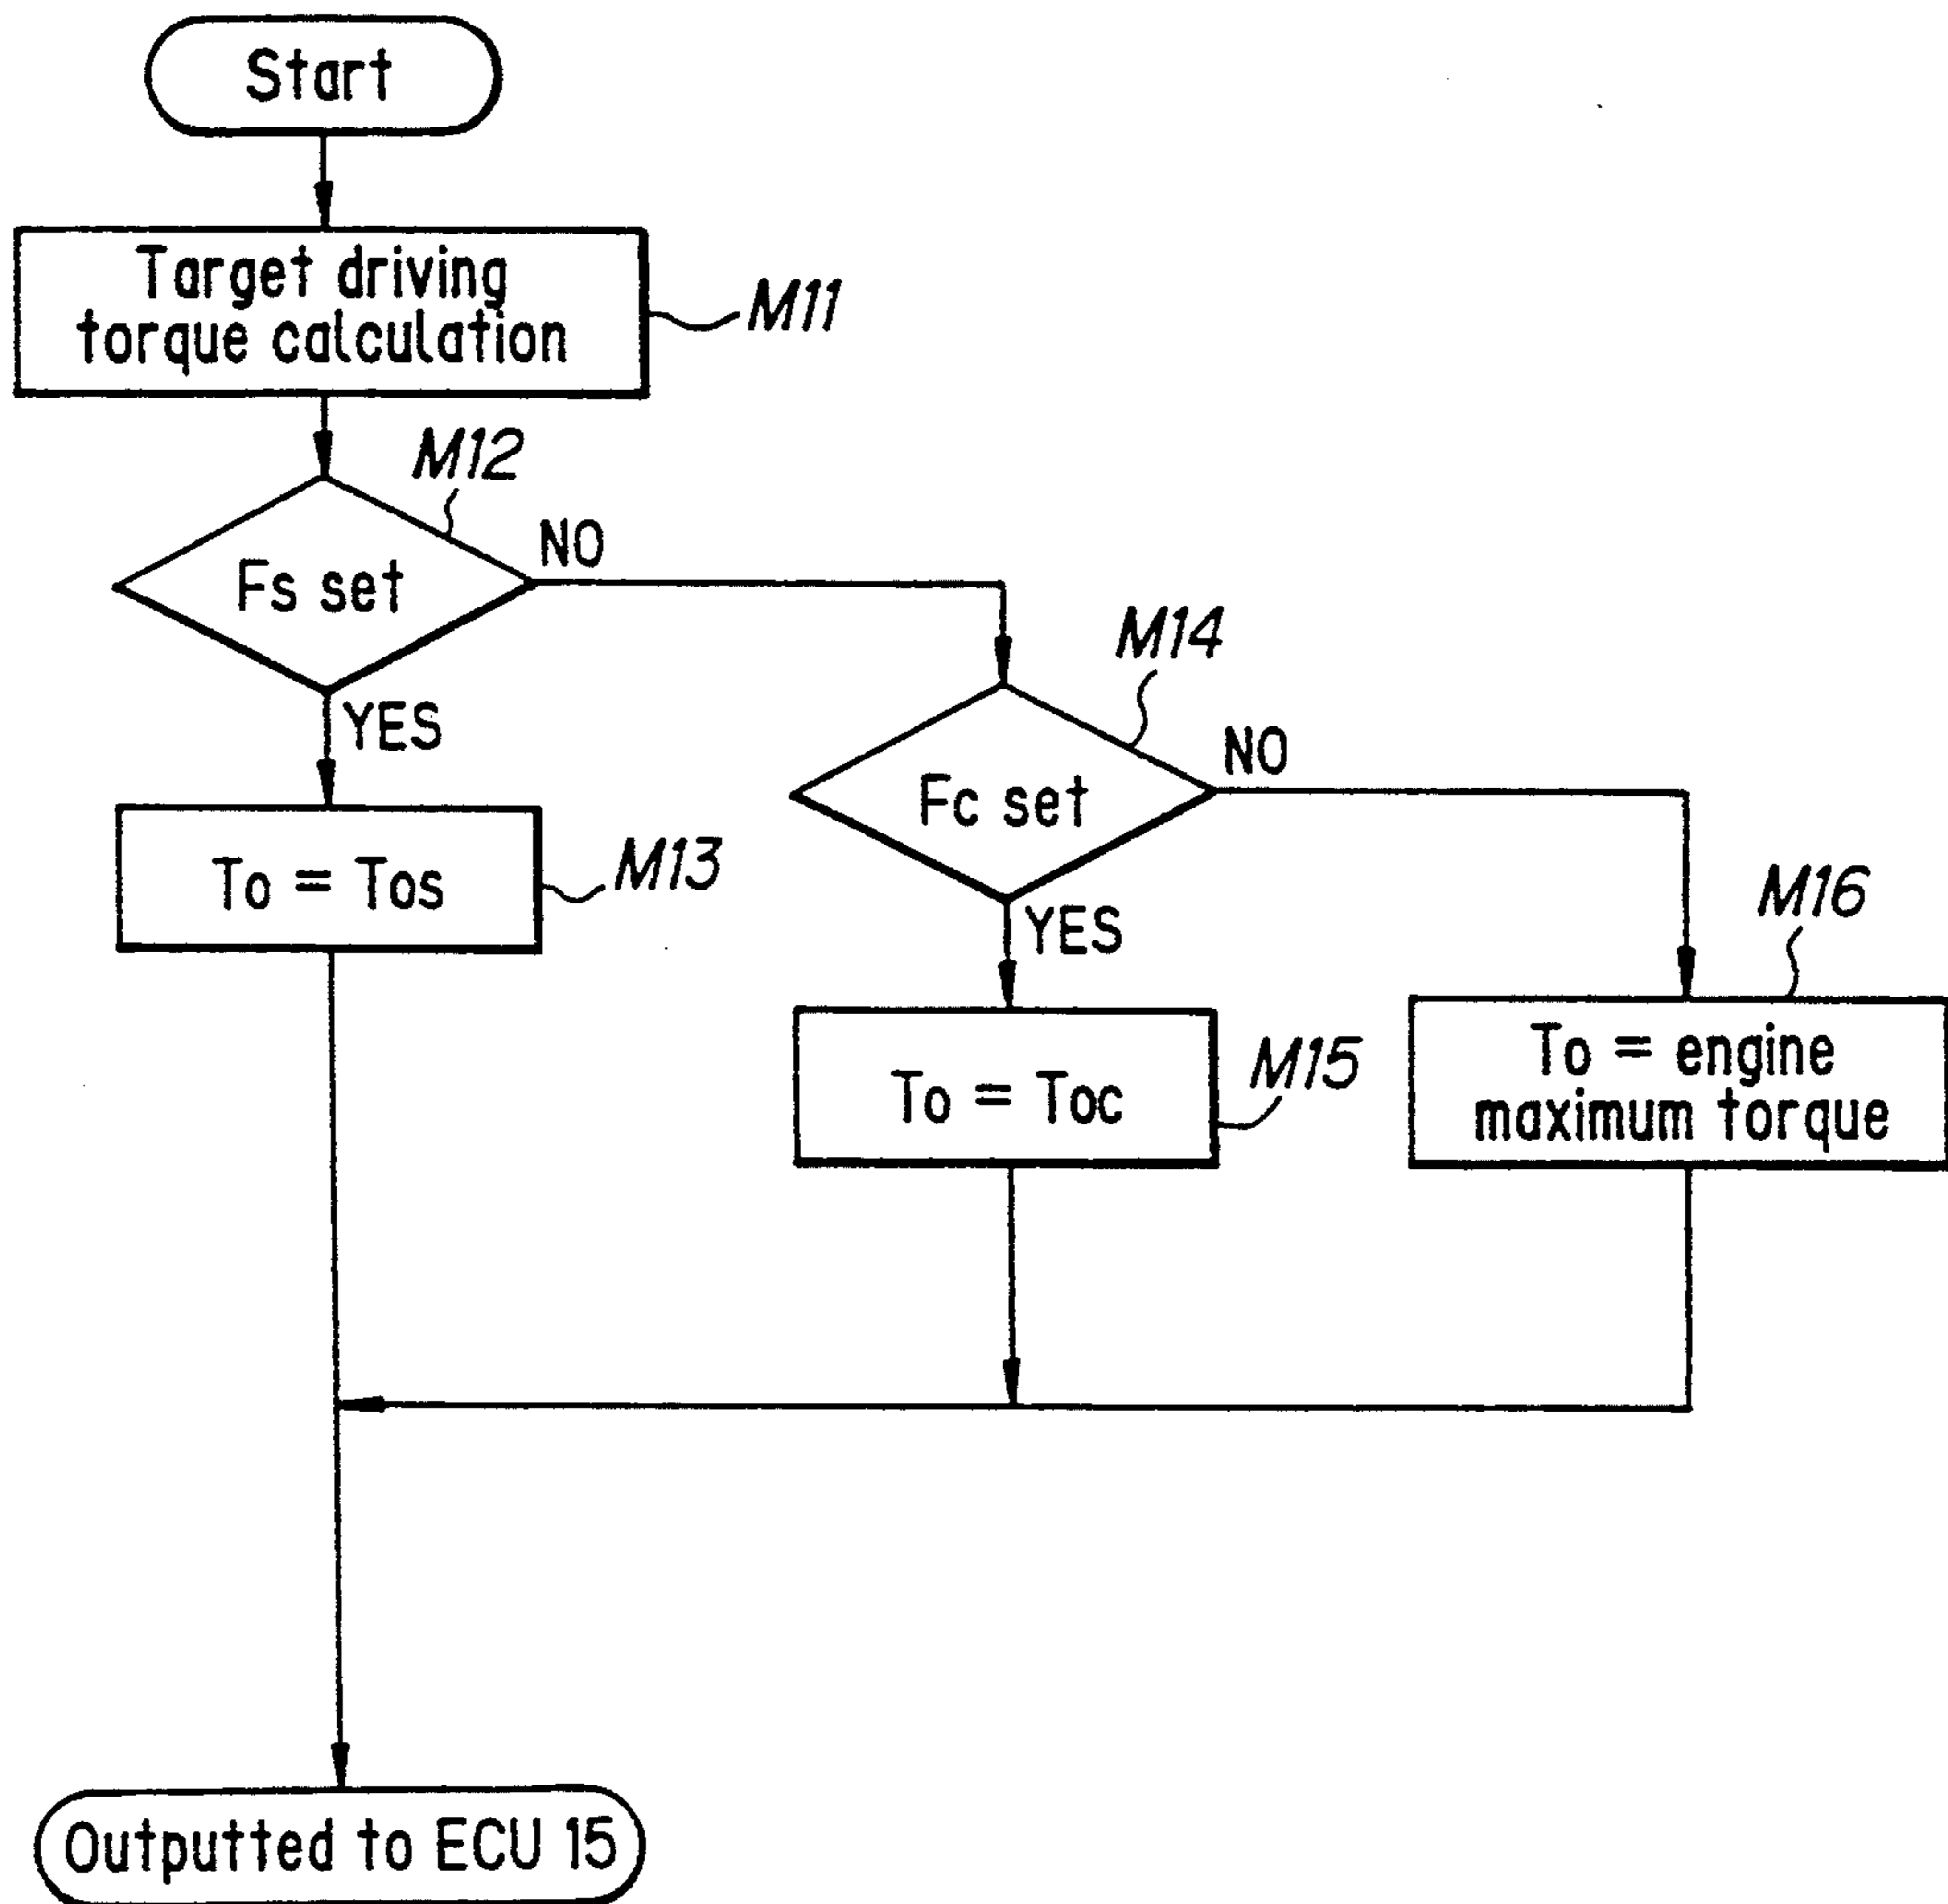 Start
Target driving
torque calculation
M11
M12
Fs set
NO
YES
M14
Fc set
NO
YES
To = Tos
M13
M16
To = Toc
M15
To = engine
maximum torque
Outputted to ECU 15